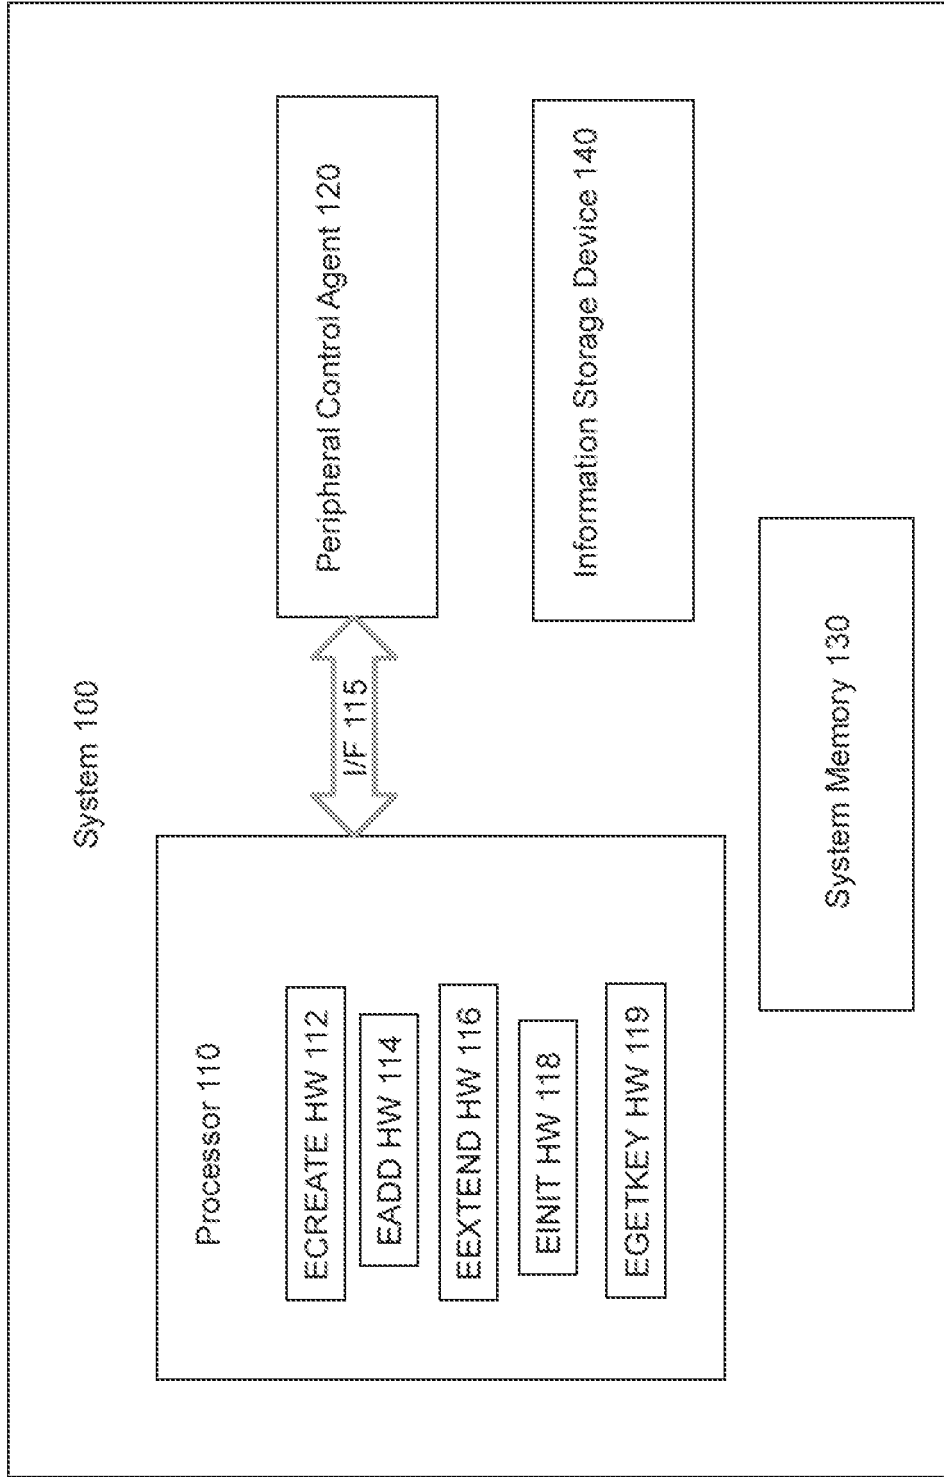 System 100
Processor 110
ECREATE HW 112
EADD HW 114
EEXTEND HW 116
EINIT HW 118
EGETKEY HW 119
I/F 115
Peripheral Control Agent 120
Information Storage Device 140
System Memory 130